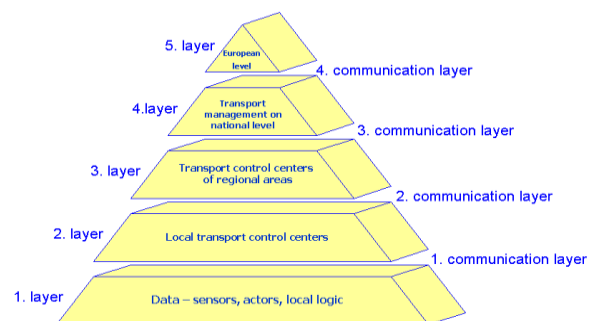 5. layer
European
level
4. communication layer
4.layer
Transport
management on
national level
3. communication layer
3. layer
Transport control centers
of regional areas
2. communication layer
2. layer
Local transport control centers
1. communication layer
1. layer
Data – sensors, actors, local logic